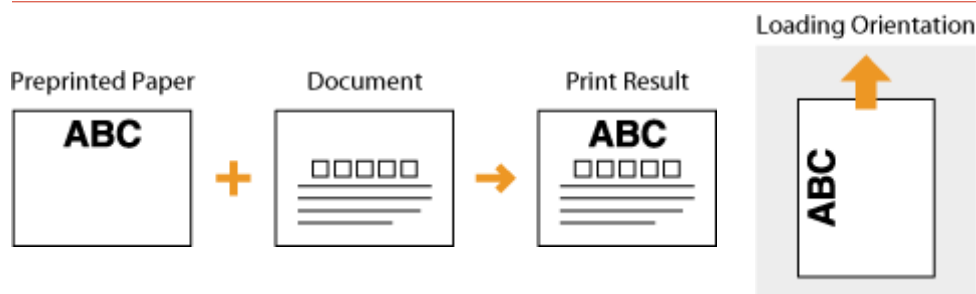 Loading Orientation
Preprinted Paper
Document
Print Result
ABC
ABC
ABC